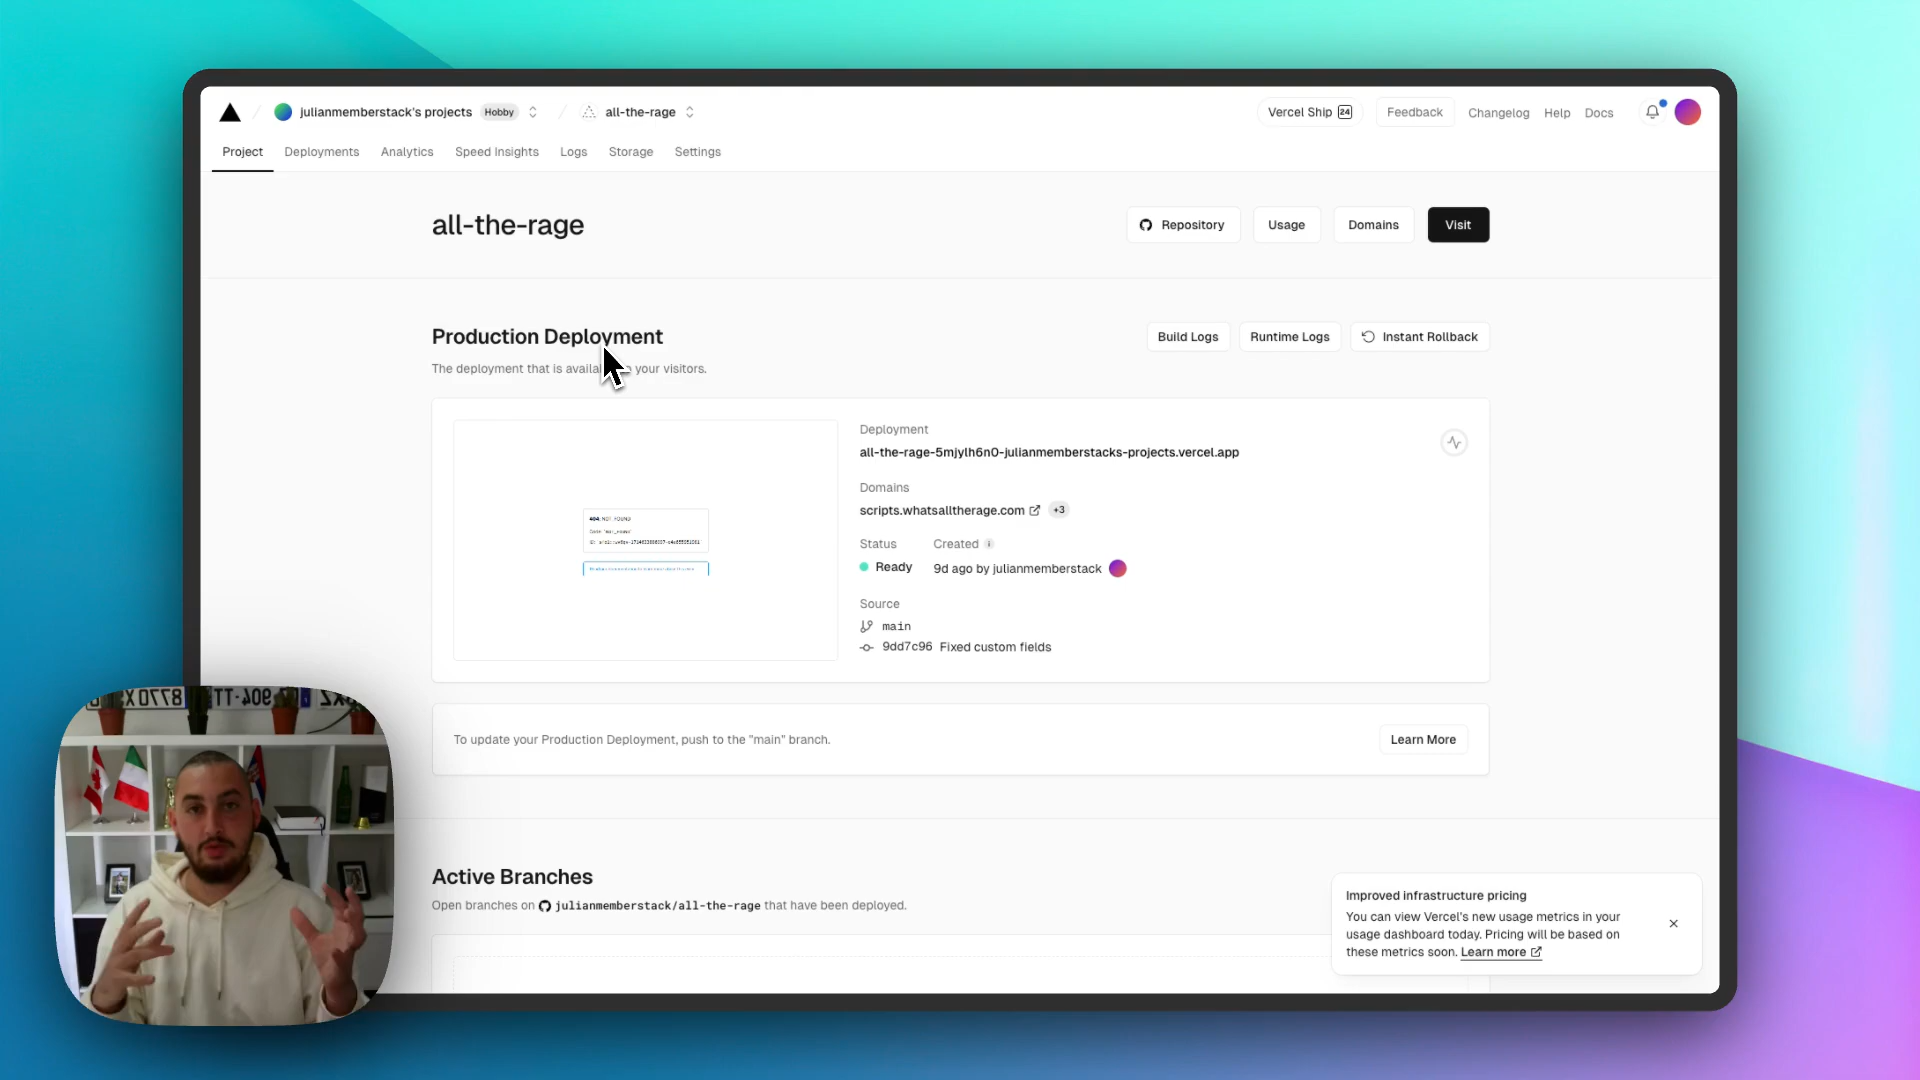 julianmemberstack's projects Hobby all-the-rage Vercel Ship 24 Feedback Changelog Help Docs
Project Deployments Analytics Speed Insights Logs Storage Settings
all-the-rage Repository Usage Domains Visit
Production Deployment Build Logs Runtime Logs Instant Rollback
The deployment that is your visitors.
404: NOT_FOUND
Deployment
all-the-rage-5mjylh6n0-julianmemberstacks-projects.vercel.app
Domains
scripts.whatsalltherage.com +3
Status Created
Ready 9d ago by julianmemberstack
Source
main
9dd7c96 Fixed custom fields
To update your Production Deployment, push to the "main" branch. Learn More
Active Branches
Open branches on julianmemberstack/all-the-rage that have been deployed.
Improved infrastructure pricing
You can view Vercel's new usage metrics in your
usage dashboard today. Pricing will be based on
these metrics soon. Learn more